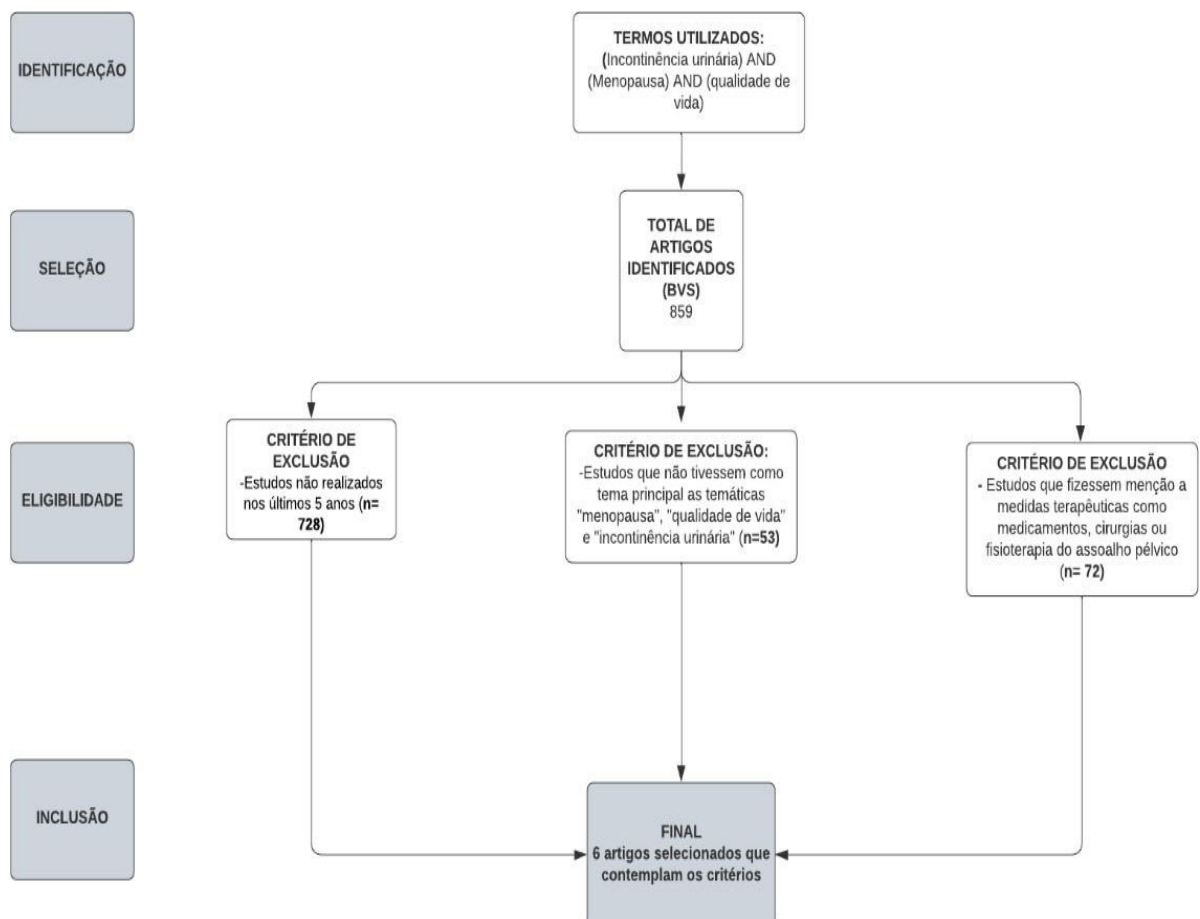 IDENTIFICAÇÃO
TERMOS UTILIZADOS:
(Incontinência urinária) AND
(Menopausa) AND (qualidade de
vida)
SELEÇÃO
TOTAL DE
ARTIGOS
IDENTIFICADOS
(BVS)
859
ELIGIBILIDADE
CRITÉRIO DE
EXCLUSÃO
-Estudos não realizados
nos últimos 5 anos (n=
728)
CRITÉRIO DE EXCLUSÃO:
-Estudos que não tivessem como
tema principal as temáticas
"menopausa", "qualidade de vida"
e "incontinência urinária" (n=53)
CRITÉRIO DE EXCLUSÃO
- Estudos que fizessem menção a
medidas terapêuticas como
medicamentos, cirurgias ou
fisioterapia do assoalho pélvico
(n= 72)
INCLUSÃO
FINAL
6 artigos selecionados que
contemplam os critérios